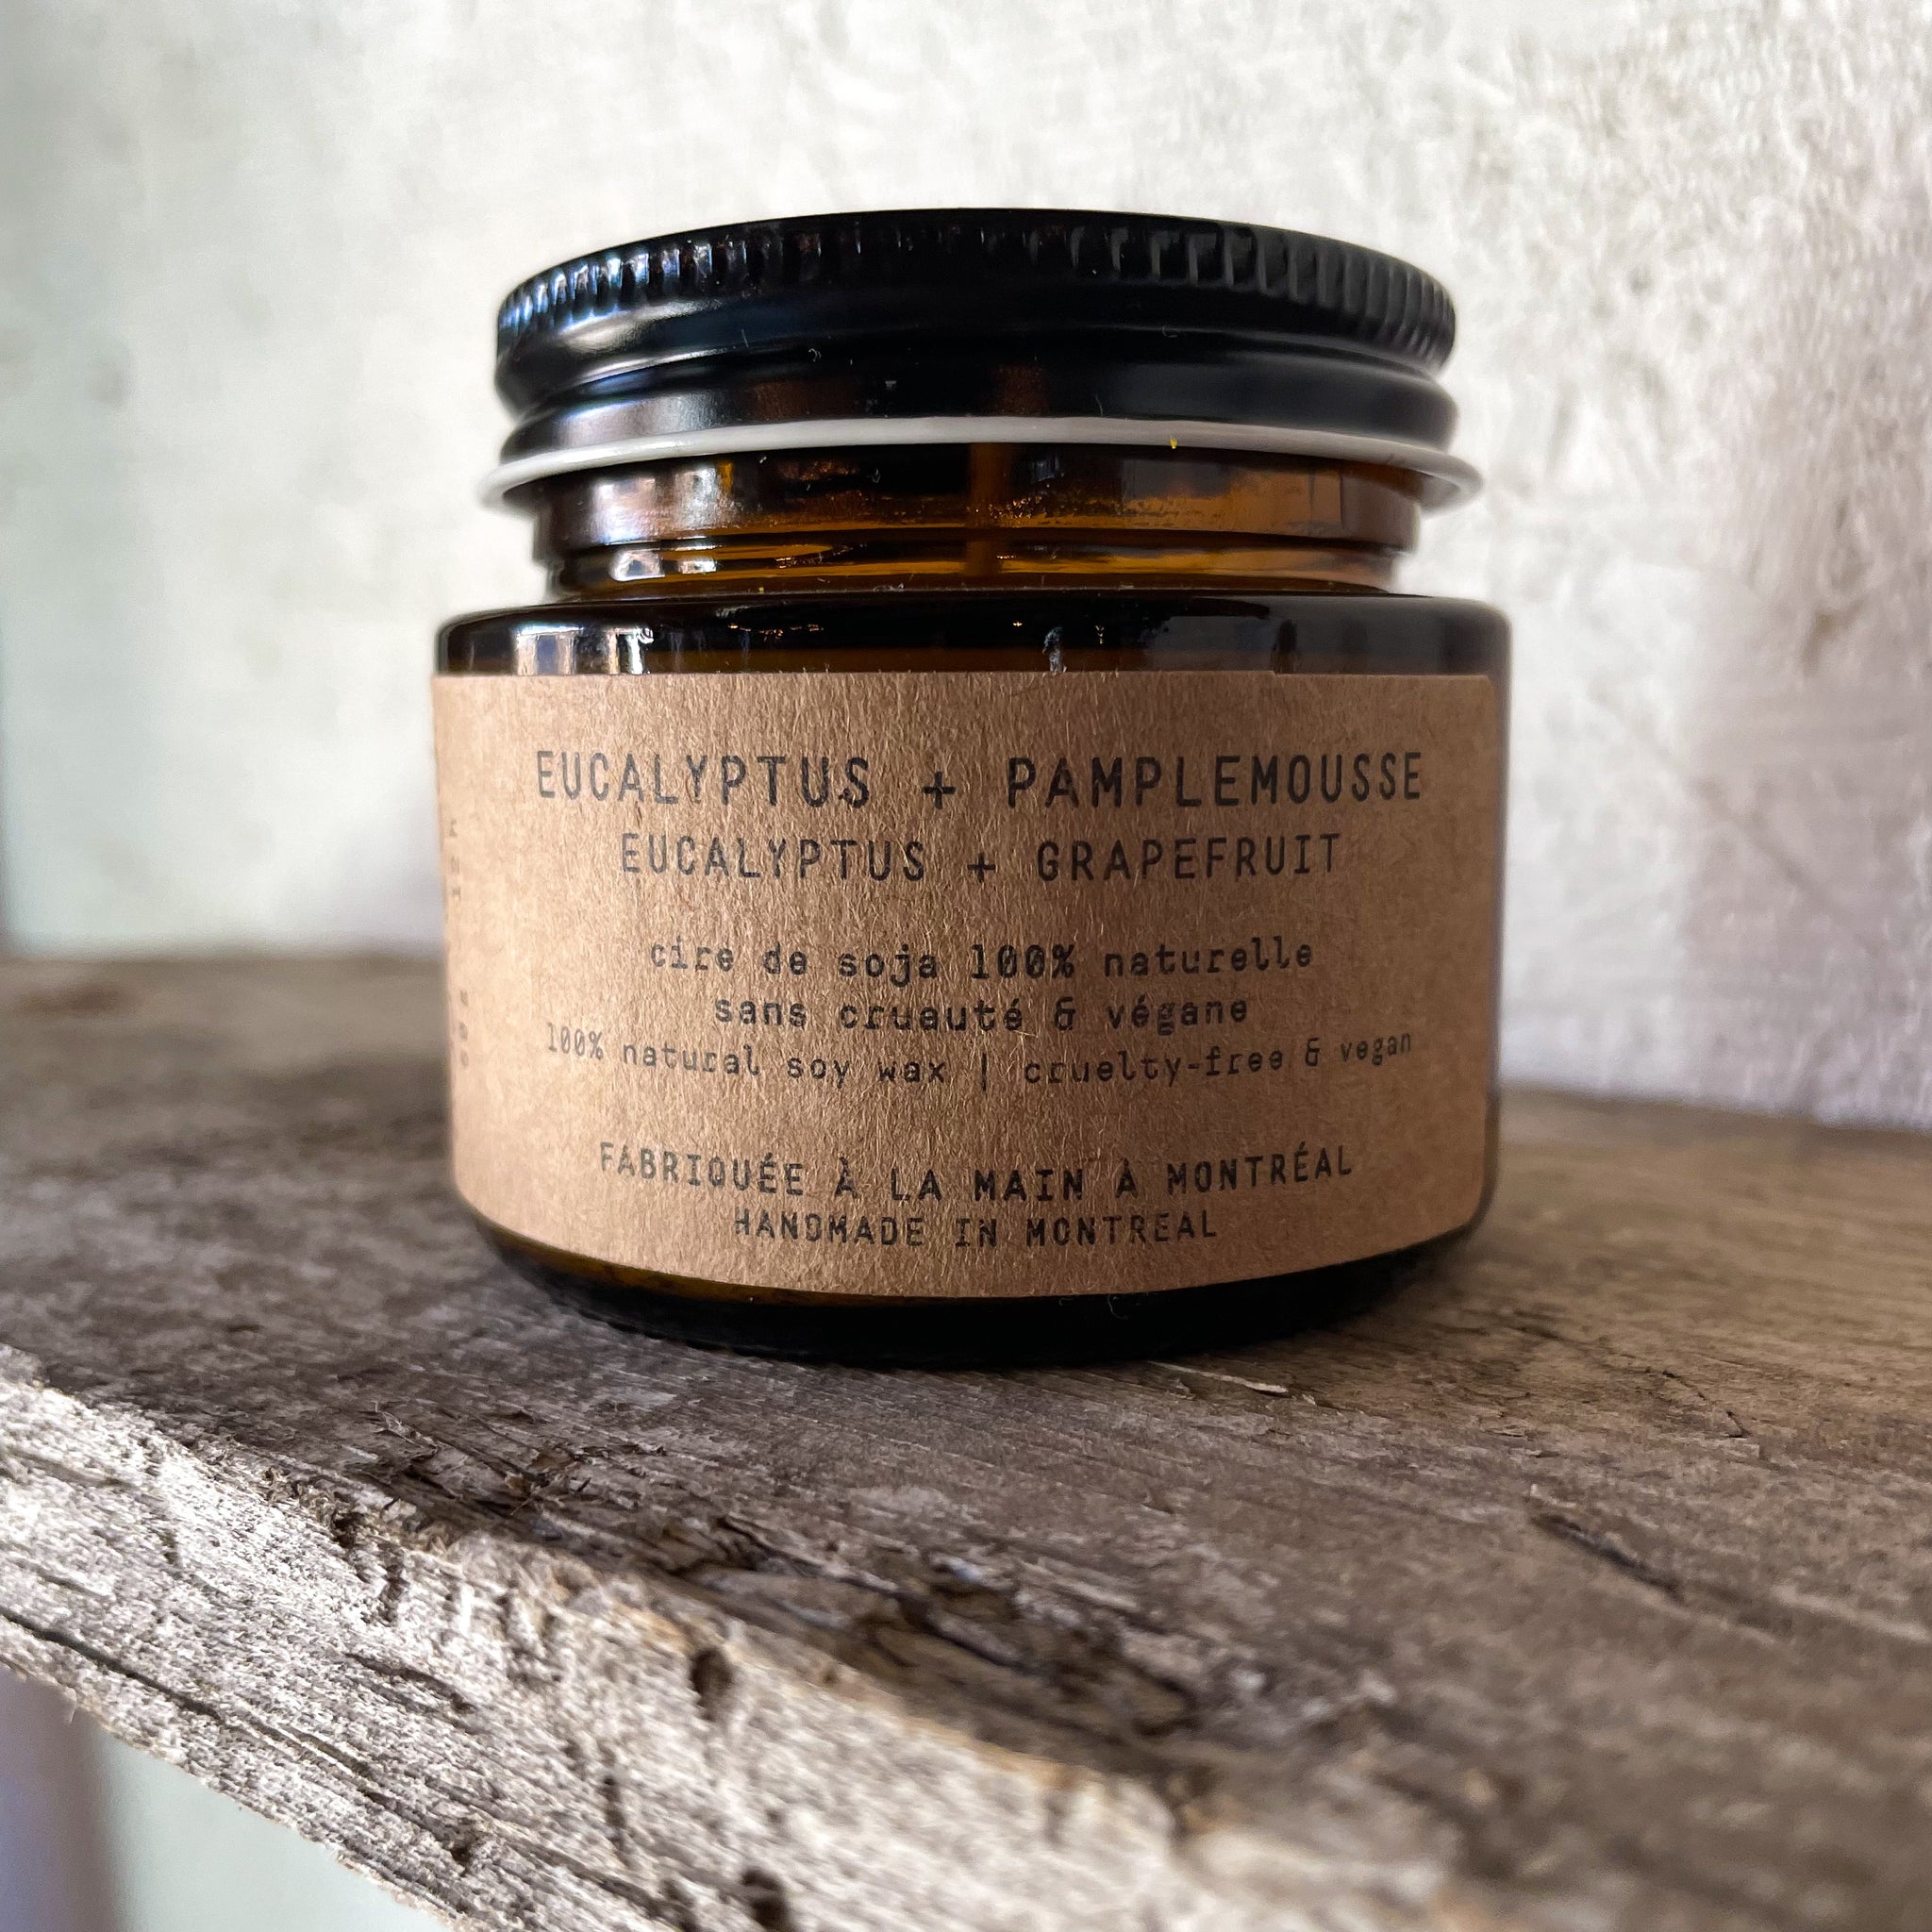 EUCALYPTUS + PAMPLEMOUSSE
EUCALYPTUS + GRAPEFRUIT
cire de soja 100% naturelle
sans cruauté & végane
100% natural soy wax | cruelty-free & vegan
FABRIQUÉE À LA MAIN À MONTRÉAL
HANDMADE IN MONTREAL